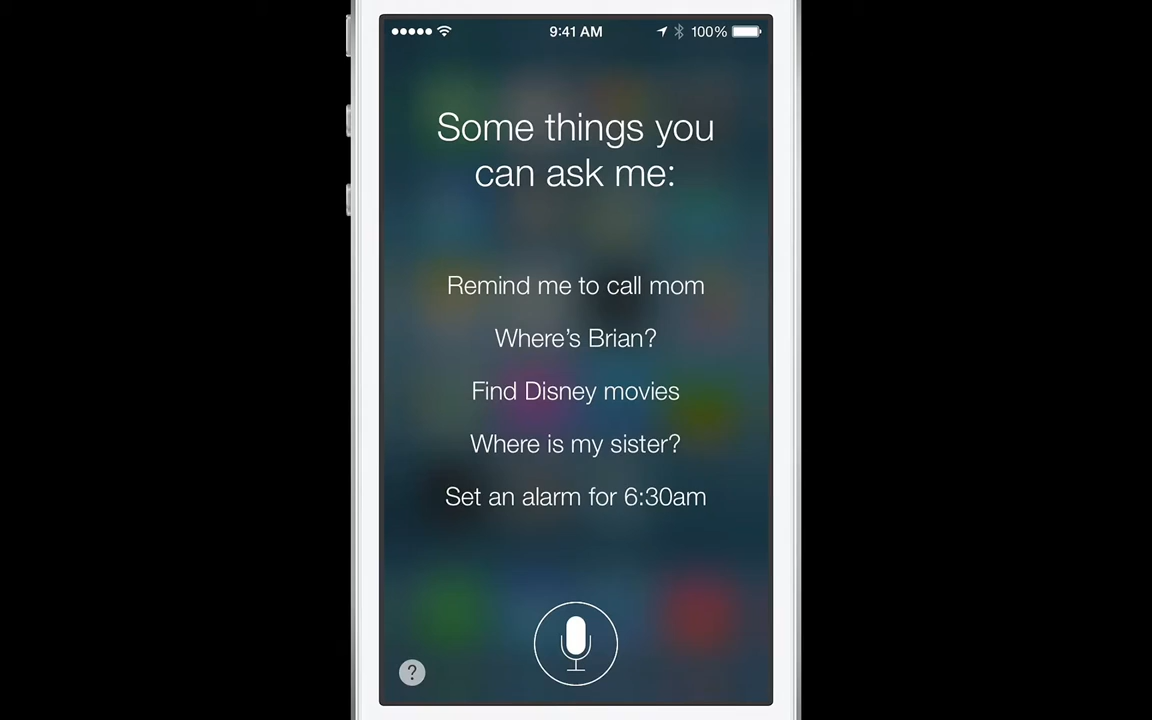 9:41 AM 100%
Some things you
can ask me:
Remind me to call mom
Where’s Brian?
Find Disney movies
Where is my sister?
Set an alarm for 6:30am
?